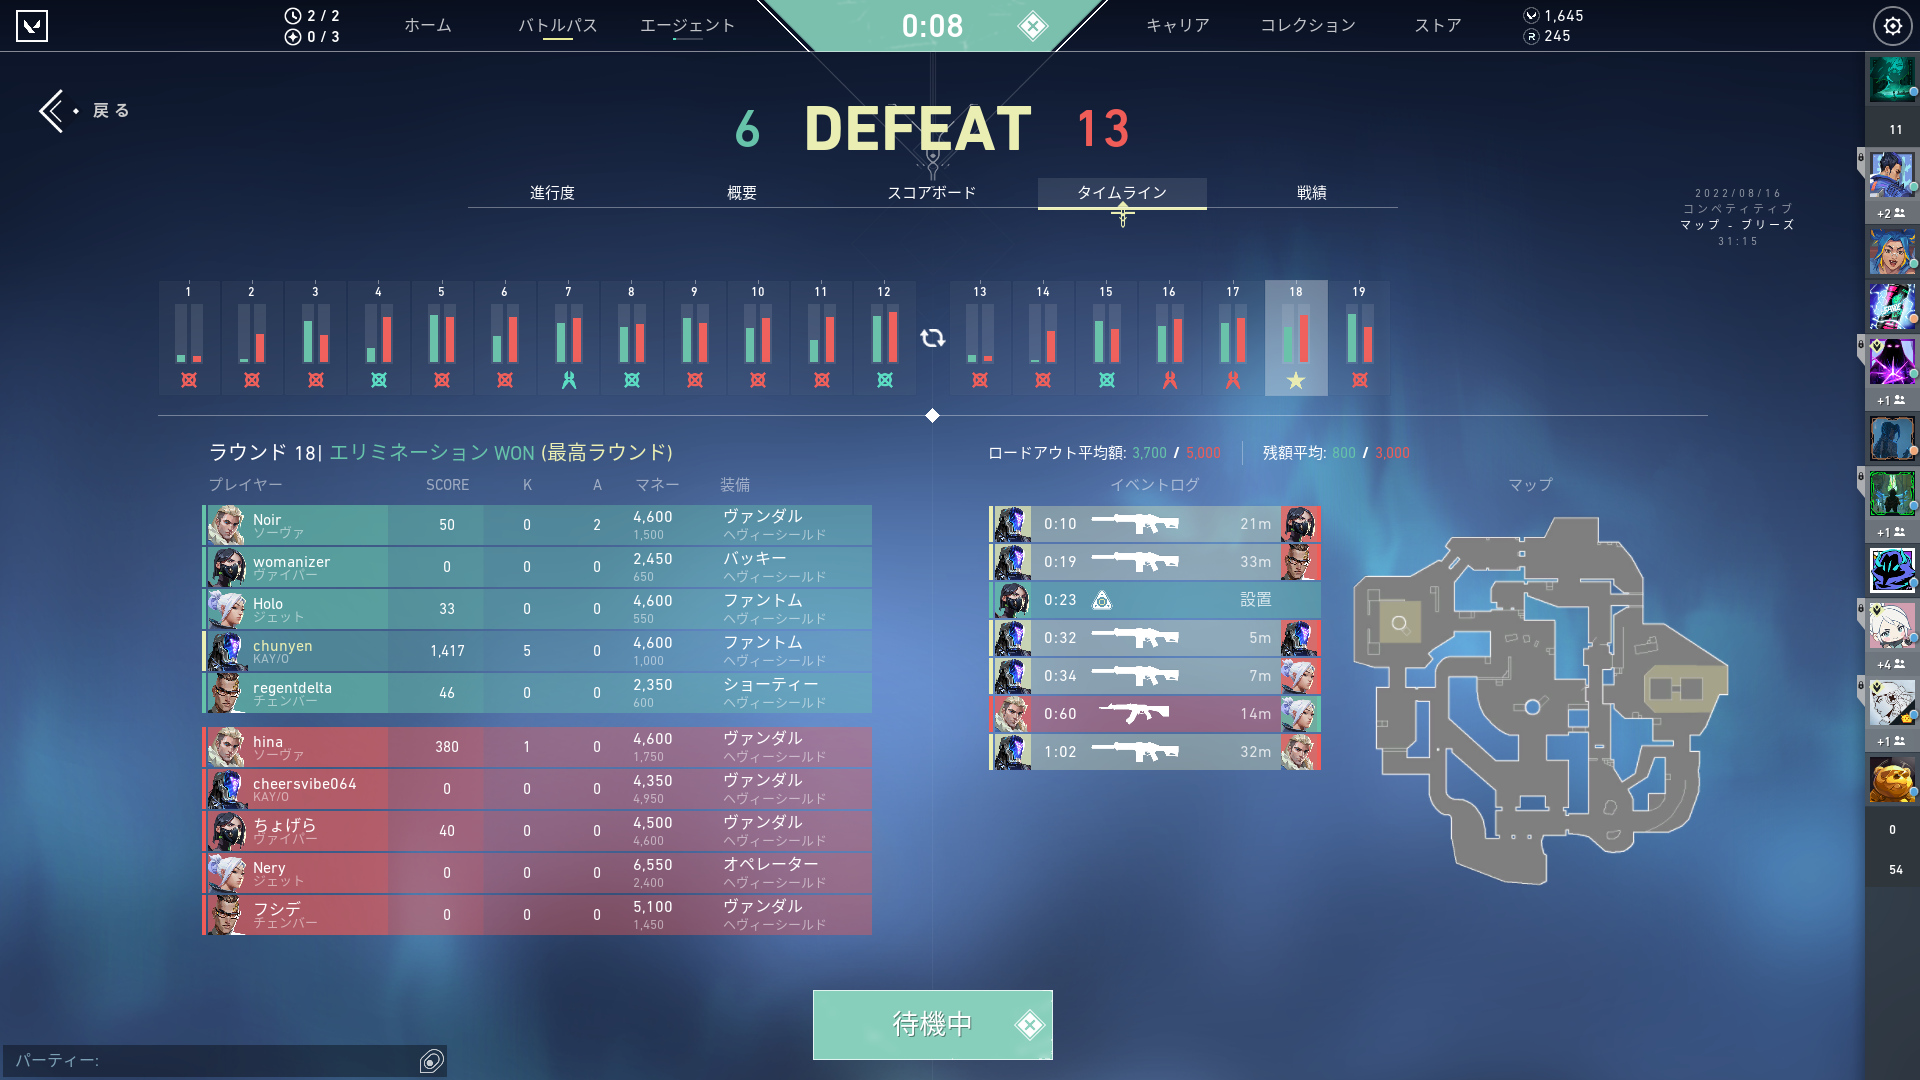 2 / 2
0 / 3
ホーム
バトルパス
エージェント
0:08
キャリア
コレクション
ストア
1,645
R 245
戻る
6 DEFEAT 13
進行度
概要
スコアボード
タイムライン
戦績
2022/08/16
コンペティティブ
マップ - ブリーズ
31:15
1 2 3 4 5 6 7 8 9 10 11 12 13 14 15 16 17 18 19
ラウンド 18| エリミネーション WON (最高ラウンド)
プレイヤー SCORE K A マネー 装備
Noir 50 0 2 4,600 ヴァンダル
ソーヴァ 1,500 ヘヴィーシールド
womanizer 0 0 0 2,450 バッキー
ヴァイパー 650 ヘヴィーシールド
Holo 33 0 0 4,600 ファントム
ジェット 550 ヘヴィーシールド
chunyen 1,417 5 0 4,600 ファントム
KAY/O 1,000 ヘヴィーシールド
regentdelta 46 0 0 2,350 ショーティー
チェンバー 600 ヘヴィーシールド
hina 380 1 0 4,600 ヴァンダル
ソーヴァ 1,750 ヘヴィーシールド
cheersvibe064 0 0 0 4,350 ヴァンダル
KAY/O 4,950 ヘヴィーシールド
ちょげら 40 0 0 4,500 ヴァンダル
ヴァイパー 4,600 ヘヴィーシールド
Nery 0 0 0 6,550 オペレーター
ジェット 2,400 ヘヴィーシールド
フシデ 0 0 0 5,100 ヴァンダル
チェンバー 1,450 ヘヴィーシールド
ロードアウト平均額: 3,700 / 5,000
残額平均: 800 / 3,000
イベントログ
マップ
0:10 21m
0:19 33m
0:23 設置
0:32 5m
0:34 7m
0:60 14m
1:02 32m
11
+2
+1
+1
+4
+1
0
54
待機中
パーティー: